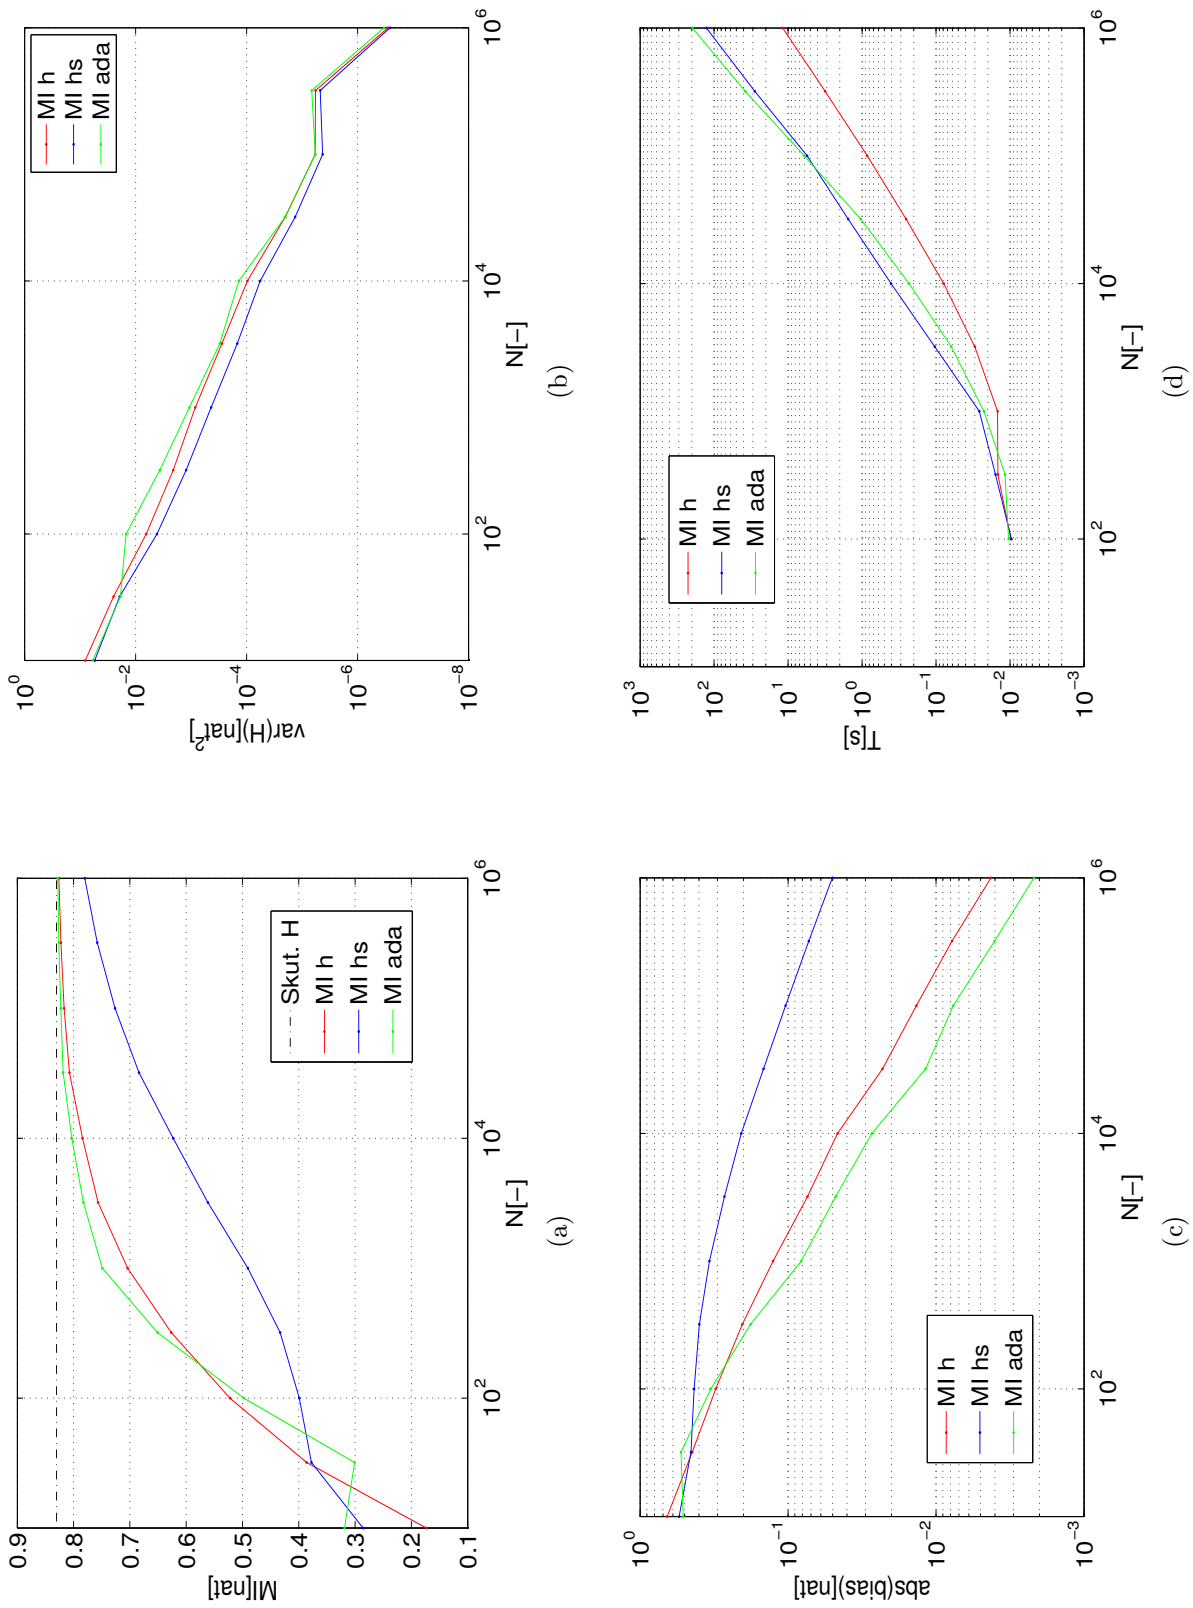 0.9
0.8
0.7
0.6
0.5
0.4
0.3
0.2
0.1
MI[nat]
10^2
10^4
10^6
N[−]
Skut. H
MI h
MI hs
MI ada
(a)
10^0
10^−2
10^−4
10^−6
10^−8
var(H)[nat^2]
10^2
10^4
10^6
N[−]
MI h
MI hs
MI ada
(b)
10^0
10^−1
10^−2
10^−3
abs(bias)[nat]
10^2
10^4
10^6
N[−]
MI h
MI hs
MI ada
(c)
10^3
10^2
10^1
10^0
10^−1
10^−2
10^−3
T[s]
10^2
10^4
10^6
N[−]
MI h
MI hs
MI ada
(d)